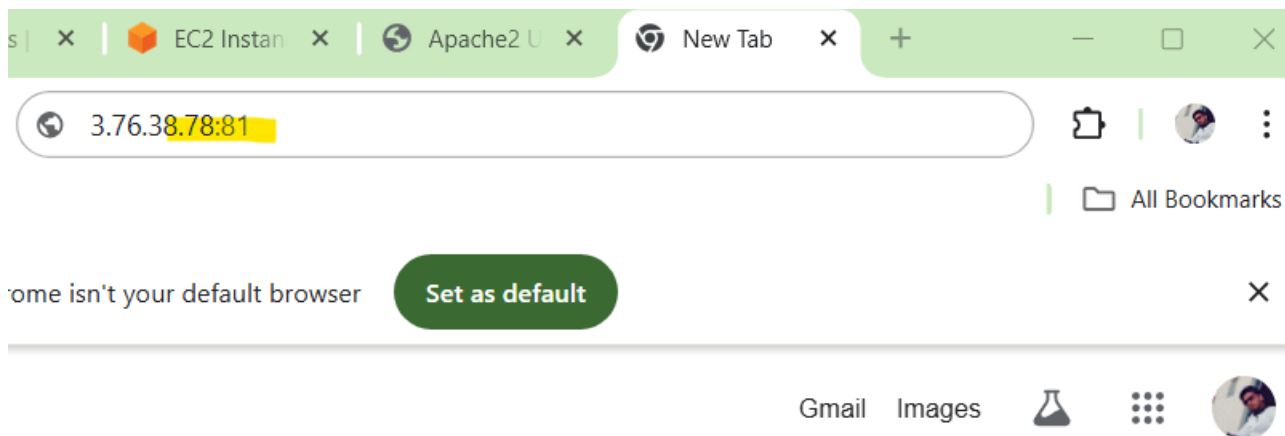 s | EC2 Instan Apache2 U New Tab
3.76.38.78:81
All Bookmarks
rome isn't your default browser Set as default
Gmail Images